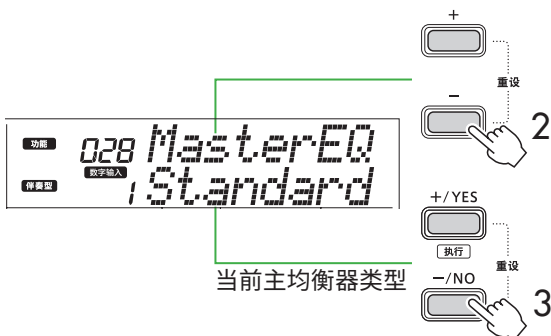 +
重设
−
2
功能
028 MasterEQ
数字输入
伴奏型
1 Standard
+/YES
执行
重设
当前主均衡器类型
−/NO
3